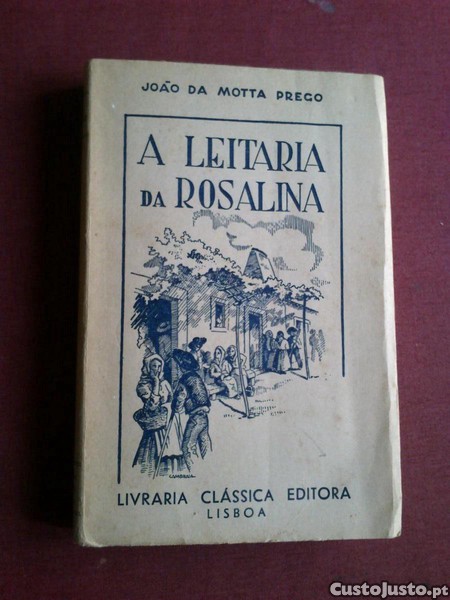 JOÃO DA MOTTA PREGO
A LEITARIA
DA ROSALINA
LIVRARIA CLÁSSICA EDITORA
LISBOA
CustoJusto.pt